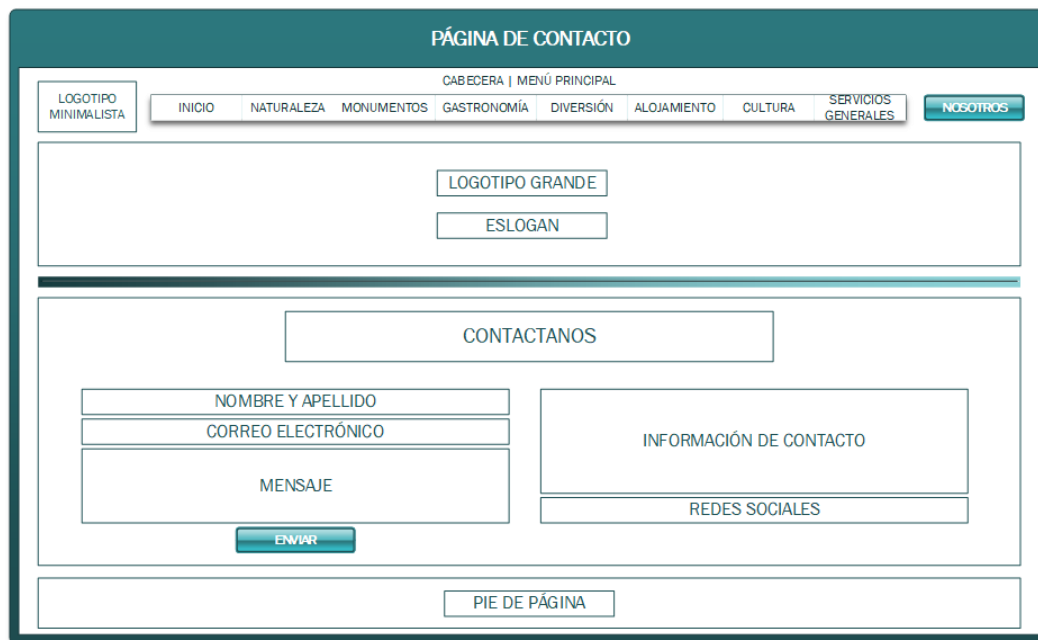 PÁGINA DE CONTACTO
CABECERA | MENÚ PRINCIPAL
LOGOTIPO
MINIMALISTA
INICIO
NATURALEZA
MONUMENTOS
GASTRONOMÍA
DIVERSIÓN
ALOJAMIENTO
CULTURA
SERVICIOS
GENERALES
NOSOTROS
LOGOTIPO GRANDE
ESLOGAN
CONTACTANOS
NOMBRE Y APELLIDO
CORREO ELECTRÓNICO
MENSAJE
ENVIAR
INFORMACIÓN DE CONTACTO
REDES SOCIALES
PIE DE PÁGINA